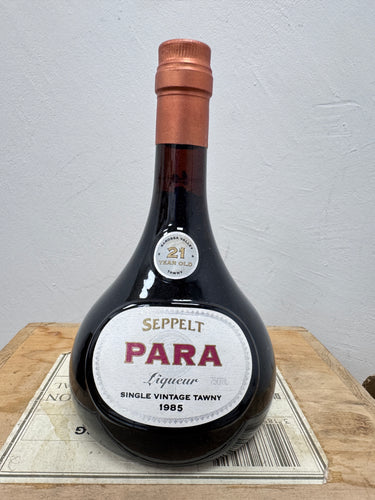 BAROSSA VALLEY
21
YEAR OLD
TAWNY
SEPPELT
PARA
Liqueur
750ML
SINGLE VINTAGE TAWNY
1985